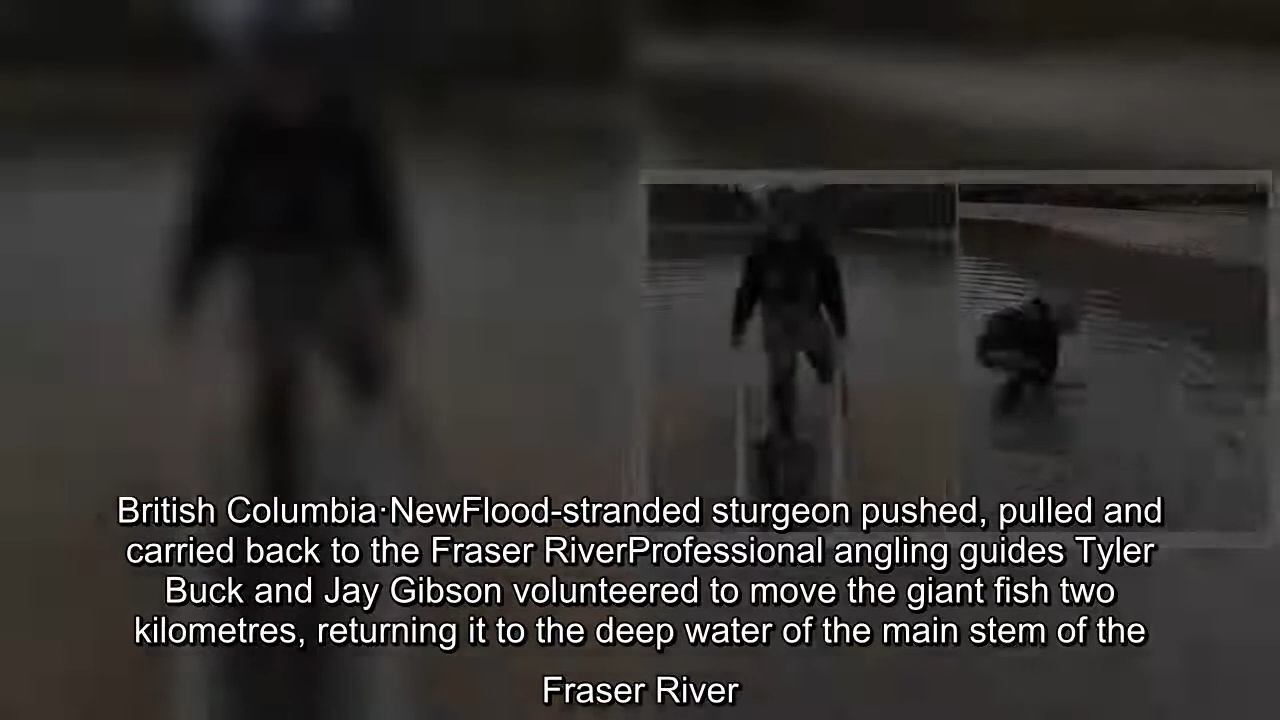 British Columbia·NewFlood-stranded sturgeon pushed, pulled and
carried back to the Fraser RiverProfessional angling guides Tyler
Buck and Jay Gibson volunteered to move the giant fish two
kilometres, returning it to the deep water of the main stem of the
Fraser River